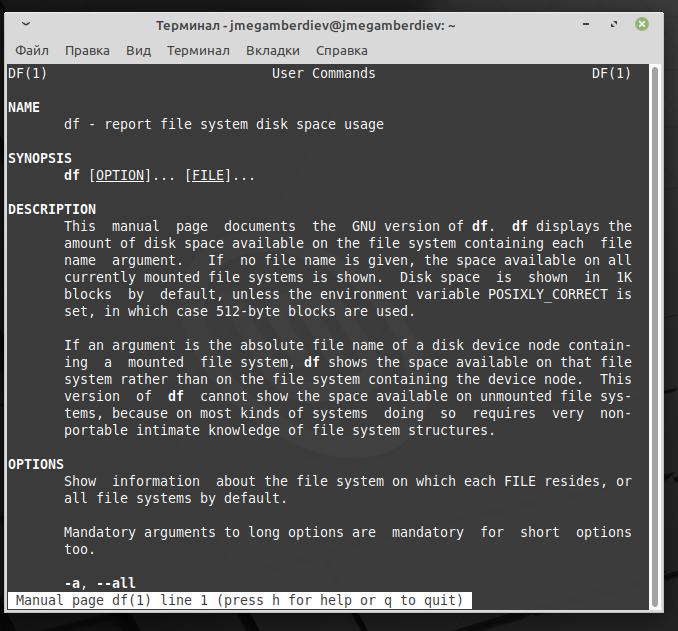 Терминал - jmegamberdiev@jmegamberdiev: ~
Файл Правка Вид Терминал Вкладки Справка
DF(1) User Commands DF(1)
NAME
df - report file system disk space usage
SYNOPSIS
df [OPTION]... [FILE]...
DESCRIPTION
This manual page documents the GNU version of df. df displays the
amount of disk space available on the file system containing each file
name argument. If no file name is given, the space available on all
currently mounted file systems is shown. Disk space is shown in 1K
blocks by default, unless the environment variable POSIXLY_CORRECT is
set, in which case 512-byte blocks are used.
If an argument is the absolute file name of a disk device node contain-
ing a mounted file system, df shows the space available on that file
system rather than on the file system containing the device node. This
version of df cannot show the space available on unmounted file sys-
tems, because on most kinds of systems doing so requires very non-
portable intimate knowledge of file system structures.
OPTIONS
Show information about the file system on which each FILE resides, or
all file systems by default.
Mandatory arguments to long options are mandatory for short options
too.
-a, --all
Manual page df(1) line 1 (press h for help or q to quit)